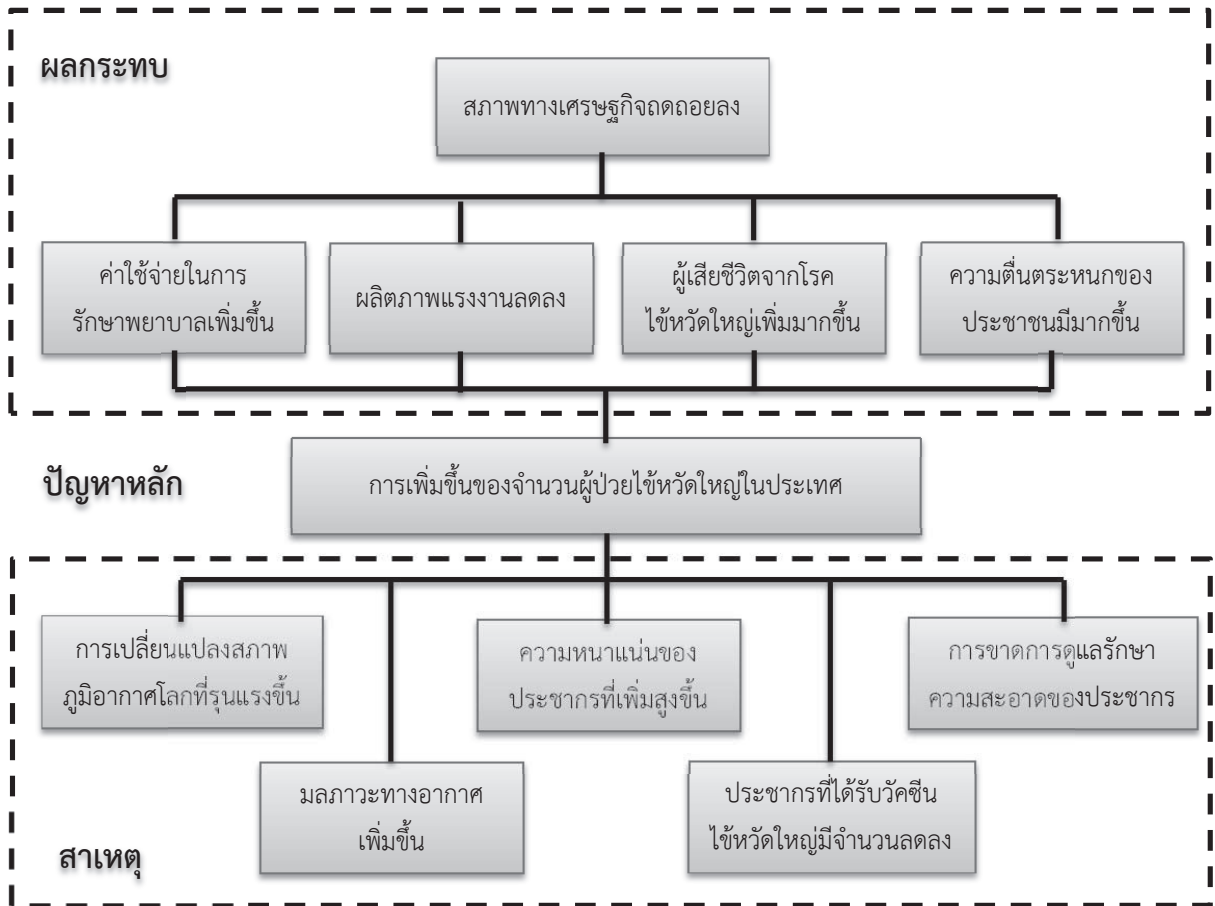 ผลกระทบ
สภาพทางเศรษฐกิจถดถอยลง
ค่าใช้จ่ายในการ
รักษาพยาบาลเพิ่มขึ้น
ผลิตภาพแรงงานลดลง
ผู้เสียชีวิตจากโรค
ไข้หวัดใหญ่เพิ่มมากขึ้น
ความตื่นตระหนกของ
ประชาชนมีมากขึ้น
ปัญหาหลัก
การเพิ่มขึ้นของจำนวนผู้ป่วยไข้หวัดใหญ่ในประเทศ
การเปลี่ยนแปลงสภาพ
ภูมิอากาศโลกที่รุนแรงขึ้น
ความหนาแน่นของ
ประชากรที่เพิ่มสูงขึ้น
การขาดการดูแลรักษา
ความสะอาดของประชากร
มลภาวะทางอากาศ
เพิ่มขึ้น
ประชากรที่ได้รับวัคซีน
ไข้หวัดใหญ่มีจำนวนลดลง
สาเหตุ